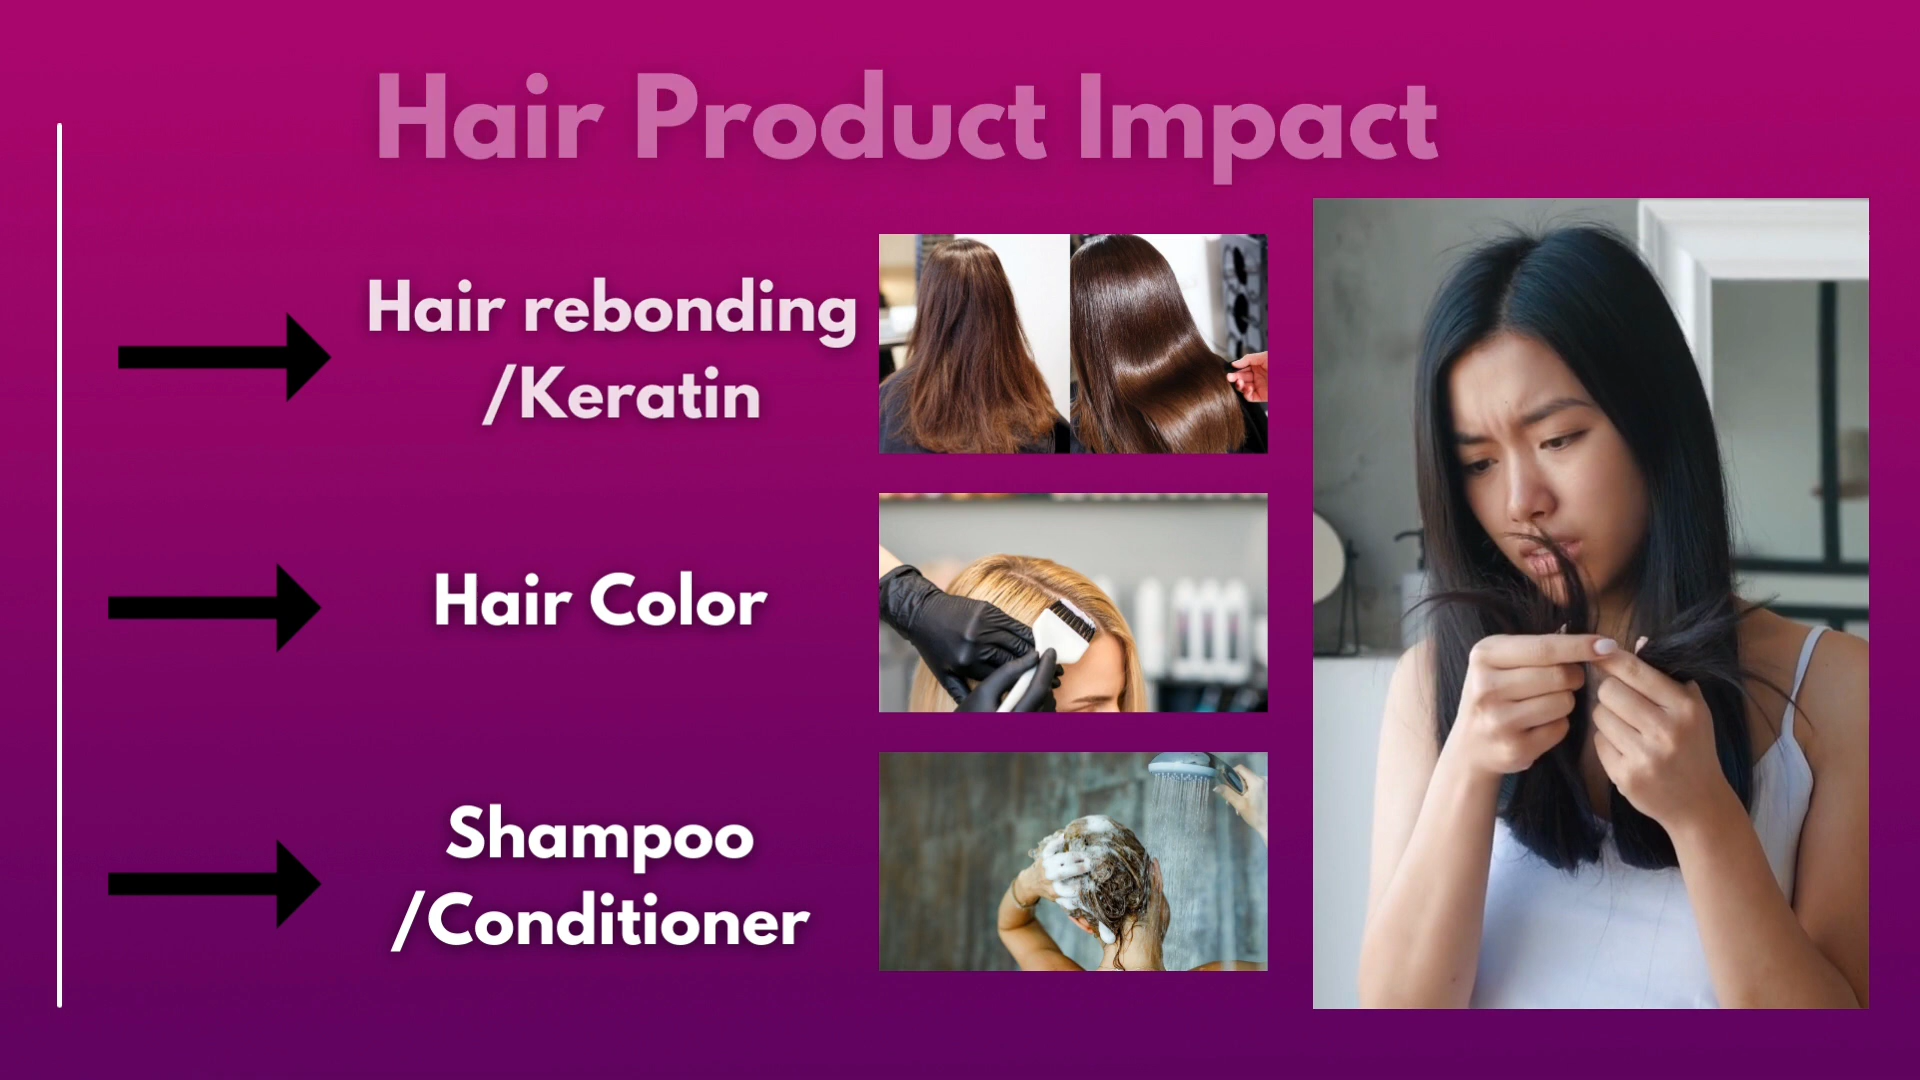 Hair Product Impact
Hair rebonding
/Keratin
Hair Color
Shampoo
/Conditioner